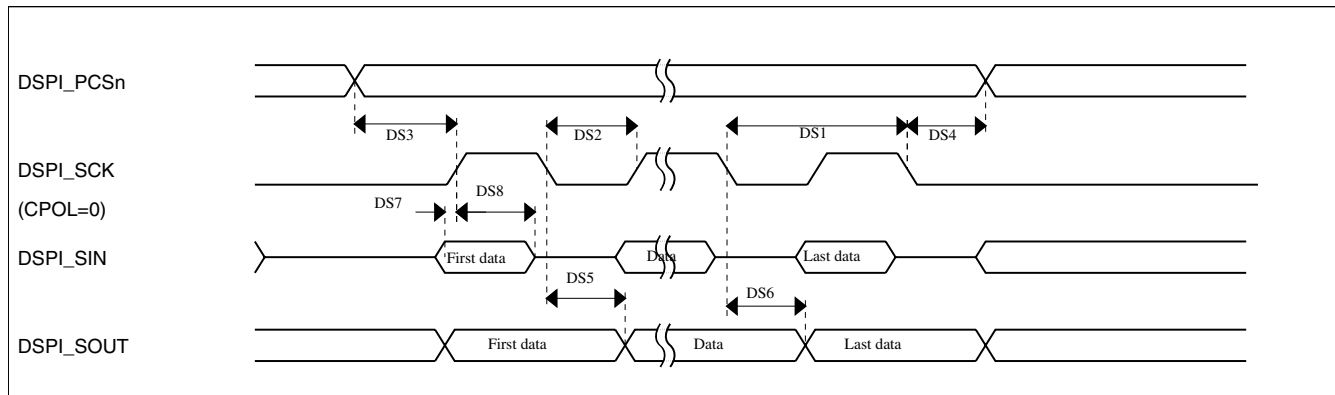 DSPI_PCSn
DS3
DS2
DS1
DS4
DSPI_SCK
(CPOL=0)
DS7
DS8
DSPI_SIN
First data
Data
Last data
DS5
DS6
DSPI_SOUT
First data
Data
Last data